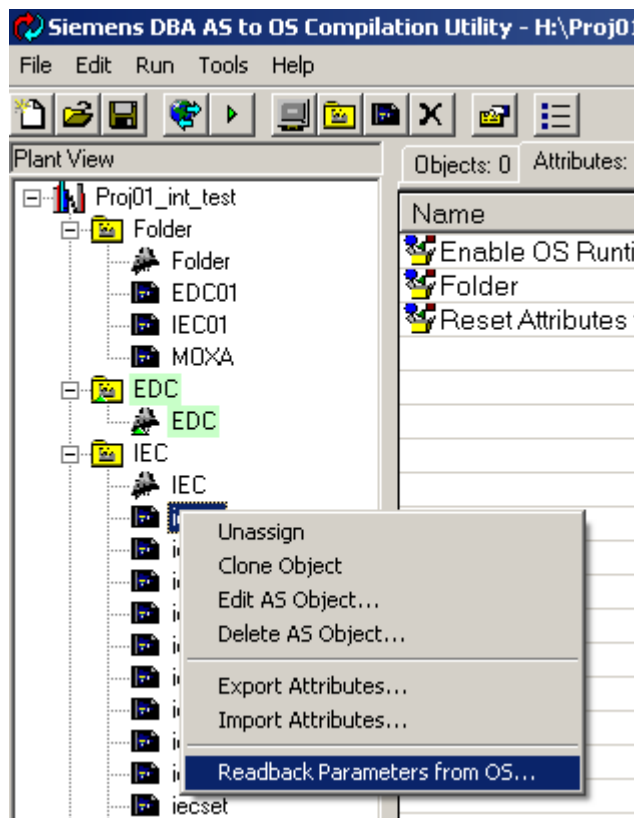 Siemens DBA AS to OS Compilation Utility - H:\Proj01
File Edit Run Tools Help
Plant View
Objects: 0 Attributes:
Proj01_int_test
Name
Folder
Enable OS
Folder
Folder
EDC01
Reset Attributes
IEC01
MOXA
EDC
EDC
IEC
IEC
Unassign
Clone Object
Edit AS Object...
Delete AS Object...
Export Attributes...
Import Attributes...
Readback Parameters from OS...
iecset